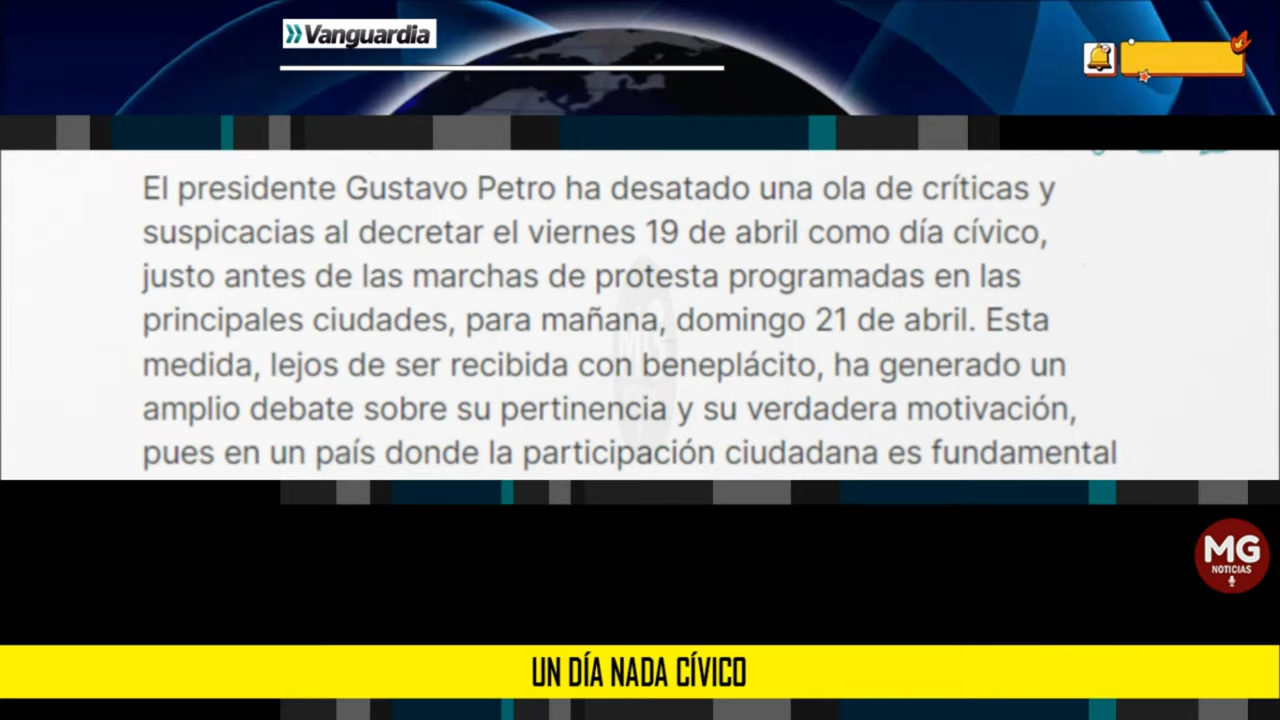 Vanguardia
El presidente Gustavo Petro ha desatado una ola de críticas y
suspicacias al decretar el viernes 19 de abril como día cívico,
justo antes de las marchas de protesta programadas en las
principales ciudades, para mañana, domingo 21 de abril. Esta
medida, lejos de ser recibida con beneplácito, ha generado un
amplio debate sobre su pertinencia y su verdadera motivación,
pues en un país donde la participación ciudadana es fundamental
MG
NOTICIAS
UN DÍA NADA CÍVICO